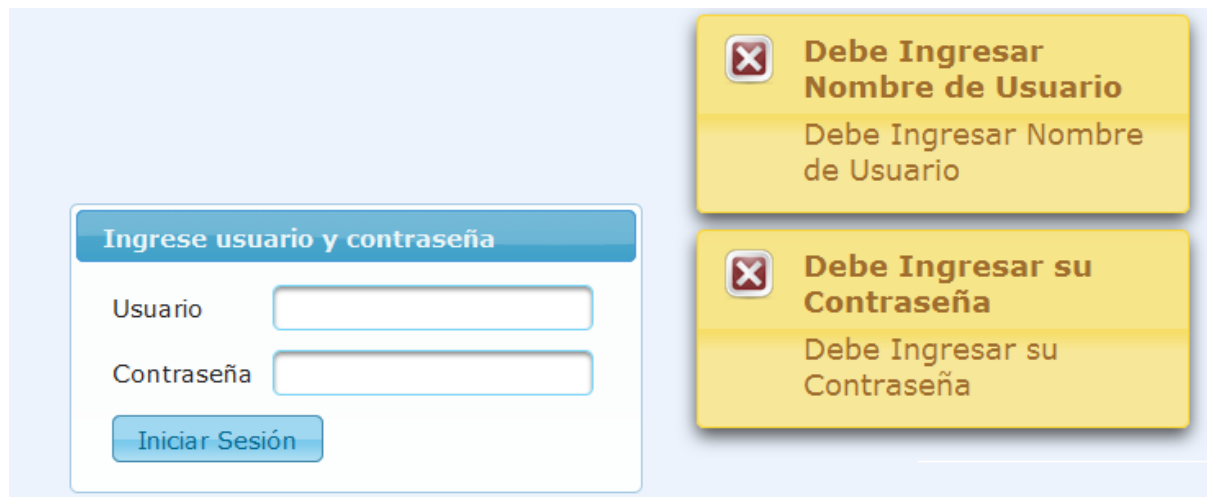 Debe Ingresar
Nombre de Usuario
Debe Ingresar Nombre
de Usuario
Debe Ingresar su
Contraseña
Debe Ingresar su
Contraseña
Ingrese usuario y contraseña
Usuario
Contraseña
Iniciar Sesión